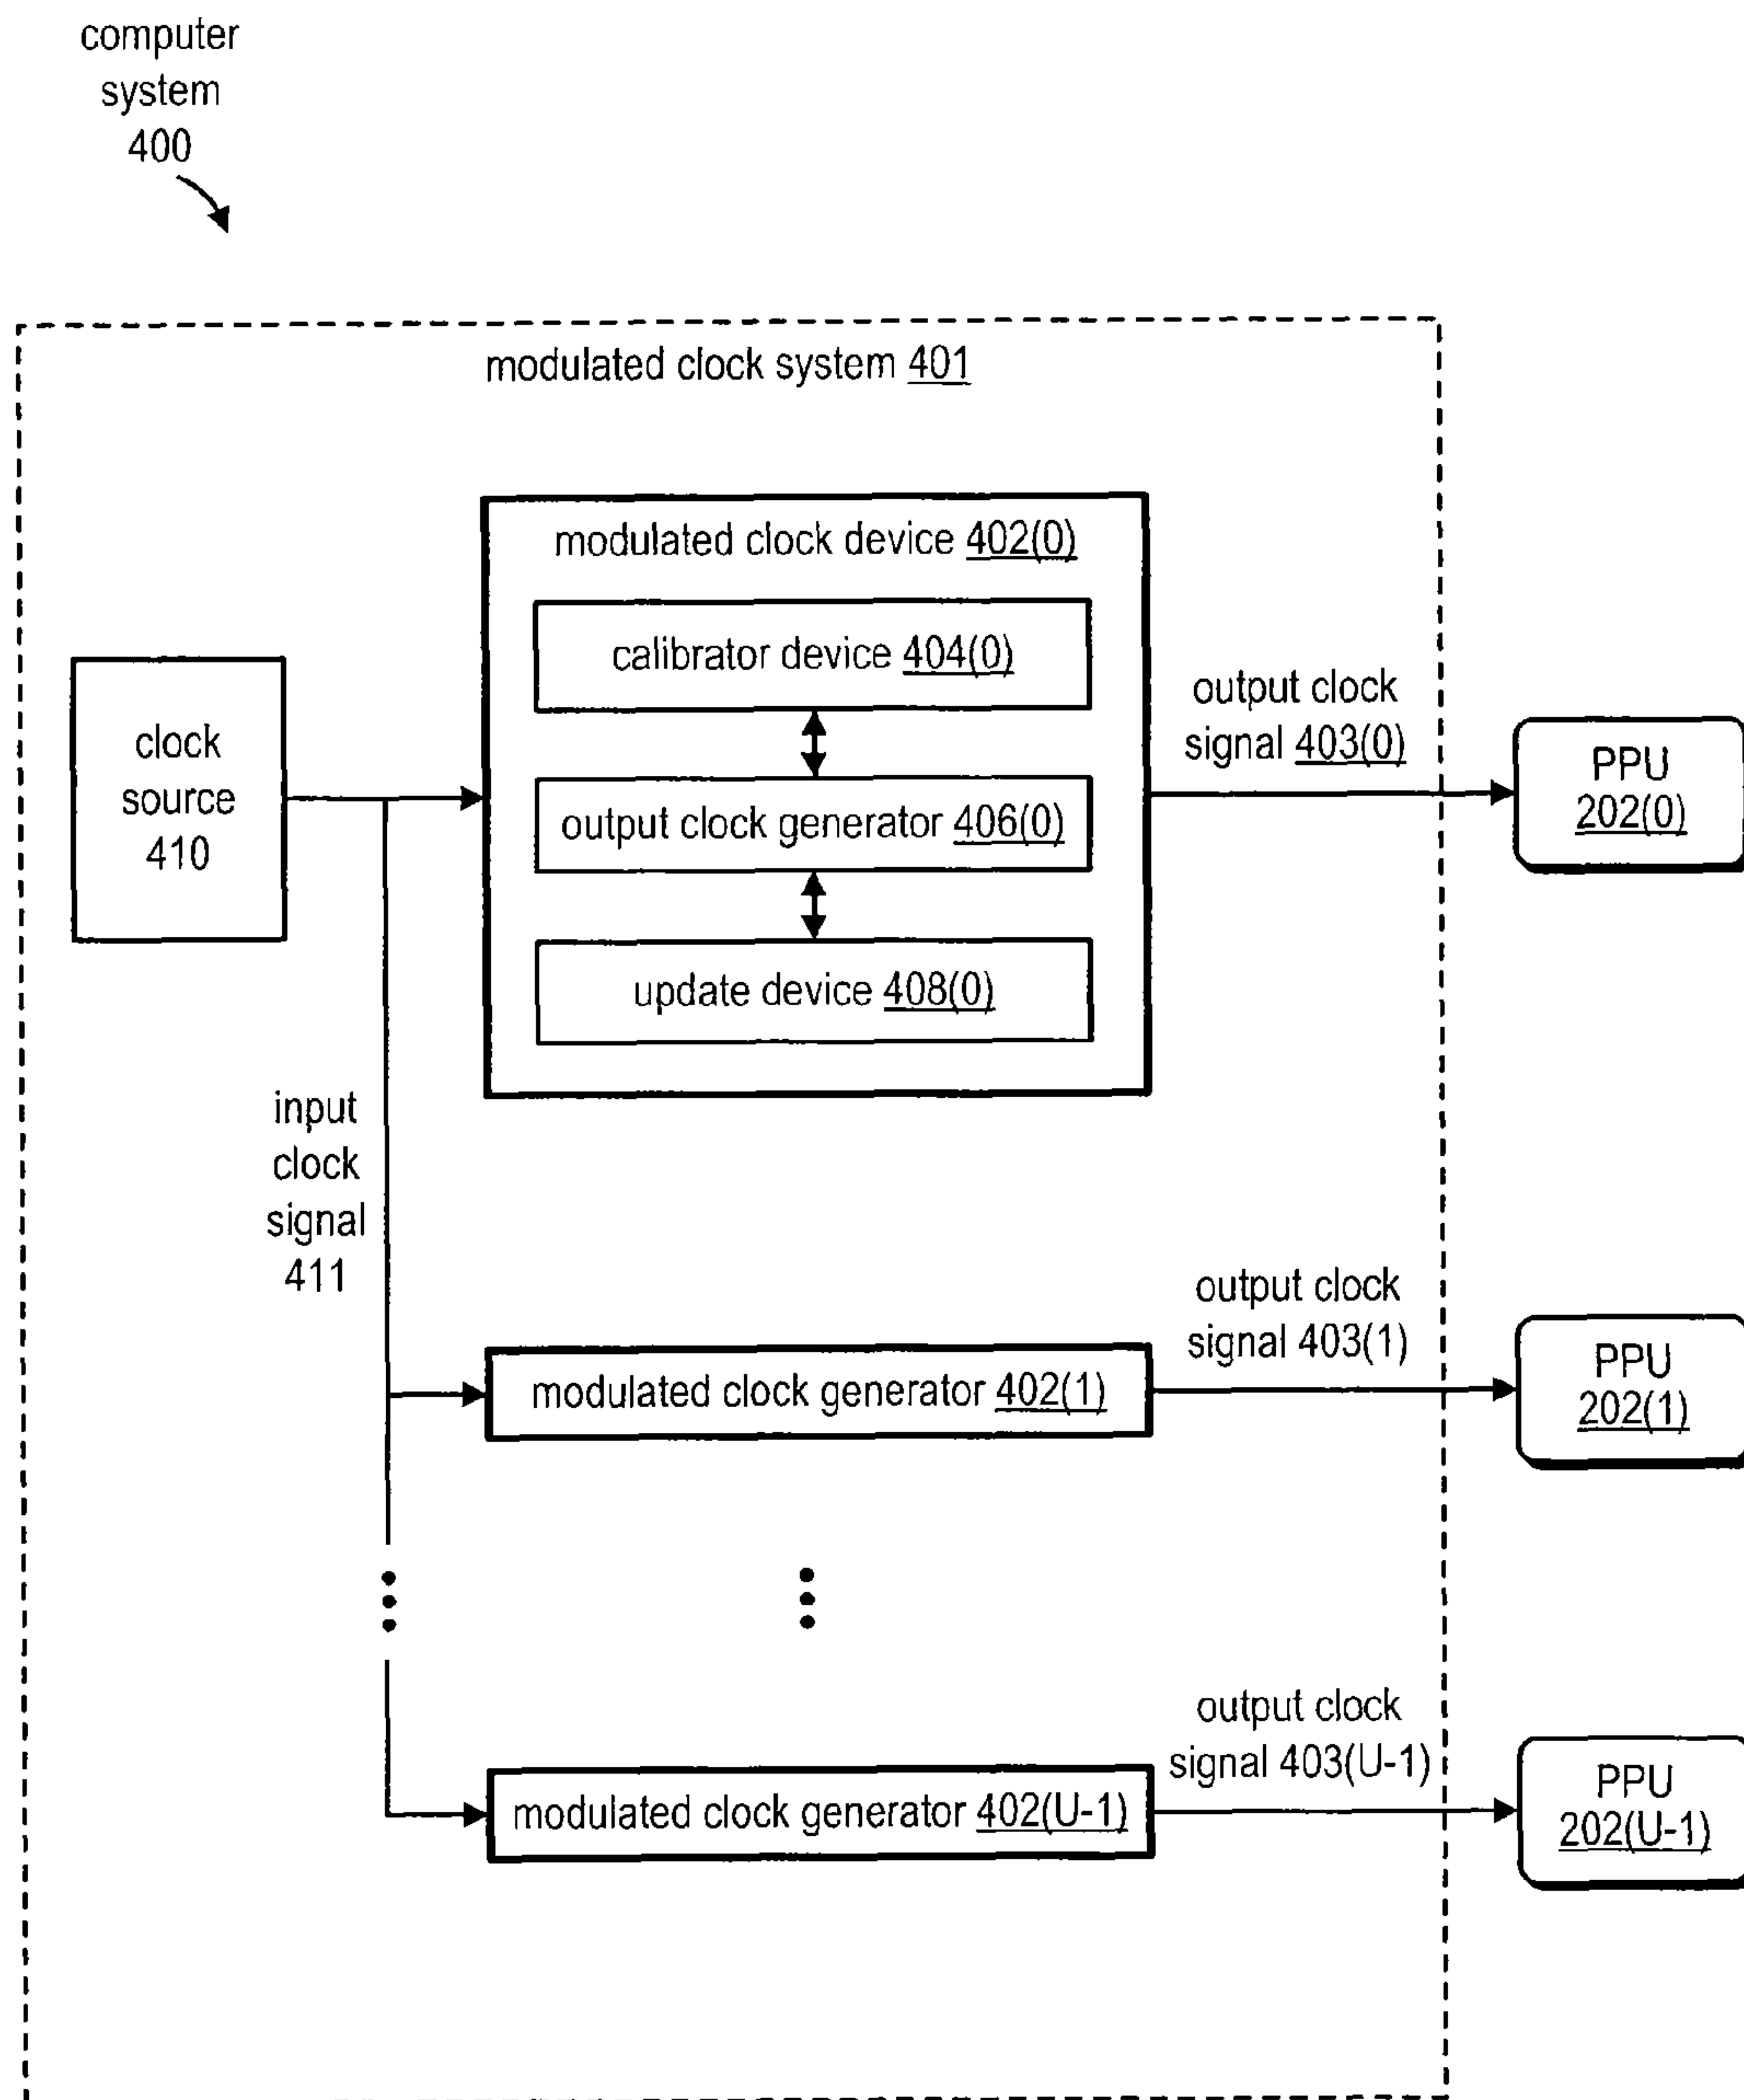 computer
system
400
modulated clock system 401
modulated clock device 402(0)
calibrator device 404(0)
output clock generator 406(0)
update device 408(0)
clock
source
410
output clock
signal 403(0)
PPU
202(0)
input
clock
signal
411
output clock
signal 403(1)
modulated clock generator 402(1)
PPU
202(1)
output clock
signal 403(U-1)
modulated clock generator 402(U-1)
PPU
202(U-1)